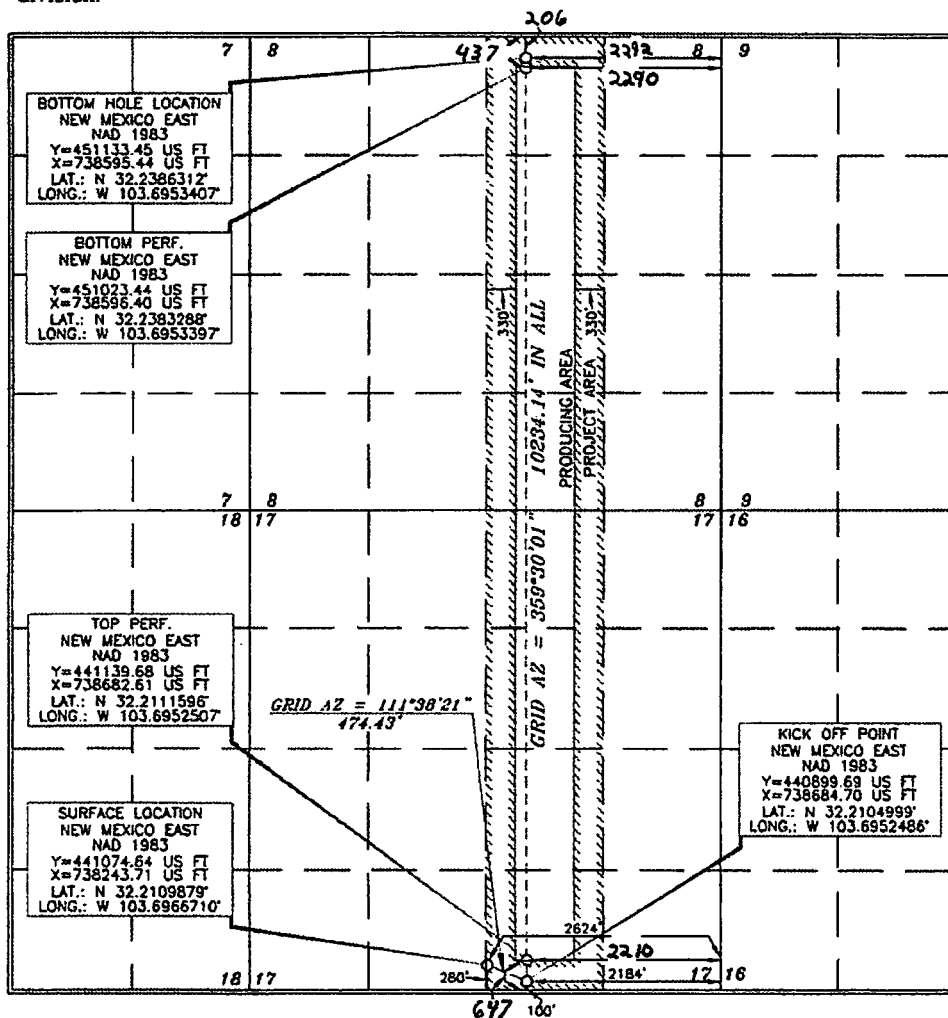 206
7 8
437
2292
8 9
2290
BOTTOM HOLE LOCATION
NEW MEXICO EAST
NAD 1983
Y=451133.45 US FT
X=738595.44 US FT
LAT.: N 32.2386312°
LONG.: W 103.6953407°
BOTTOM PERF.
NEW MEXICO EAST
NAD 1983
Y=451023.44 US FT
X=738596.40 US FT
LAT.: N 32.2383288°
LONG.: W 103.6953397°
330'
330'
GRID AZ = 359°30'01" 10234.14' IN ALL
PRODUCING AREA
PROJECT AREA
7 8
18 17
8 9
17 16
TOP PERF.
NEW MEXICO EAST
NAD 1983
Y=441139.68 US FT
X=738682.61 US FT
LAT.: N 32.2111596°
LONG.: W 103.6952507°
GRID AZ = 111°38'21"
474.43'
KICK OFF POINT
NEW MEXICO EAST
NAD 1983
Y=440899.69 US FT
X=738684.70 US FT
LAT.: N 32.2104999°
LONG.: W 103.6952486°
SURFACE LOCATION
NEW MEXICO EAST
NAD 1983
Y=441074.64 US FT
X=738243.71 US FT
LAT.: N 32.2109879°
LONG.: W 103.6966710°
2624'
2210
18 17
280'
2184'
17 16
647
100'